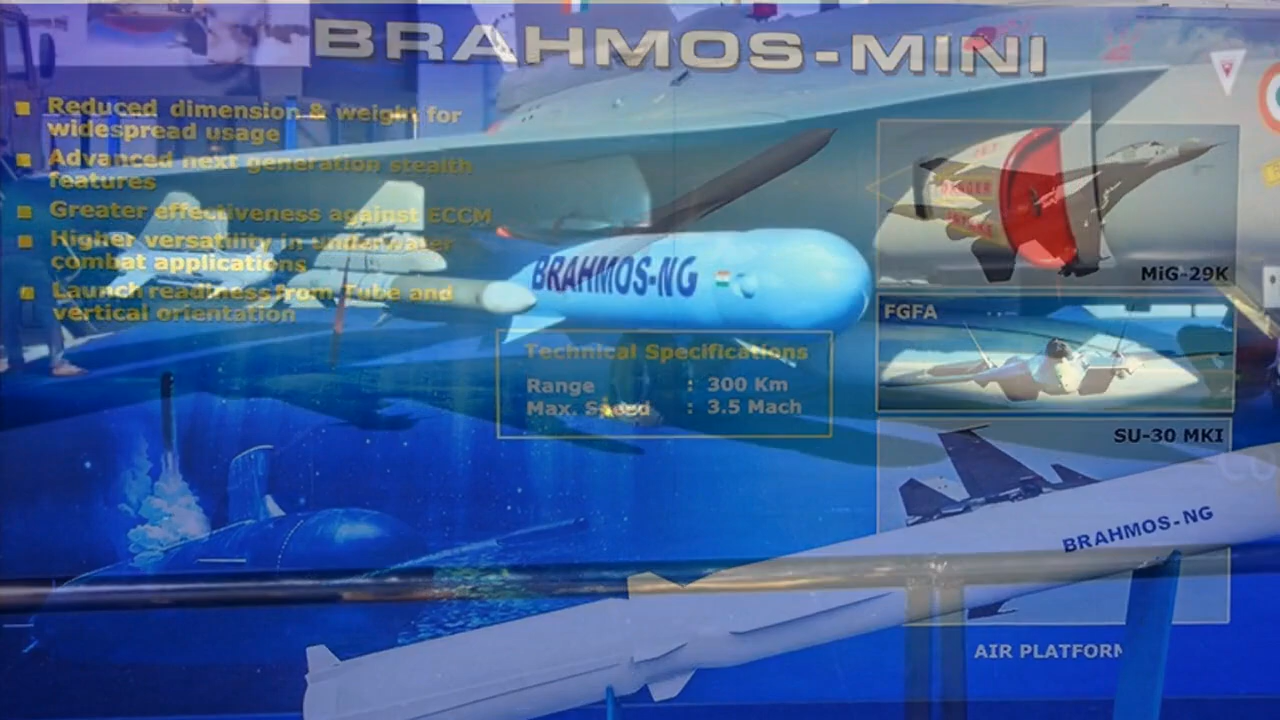 BRAHMOS-MINI
Reduced dimension & weight for
widespread usage
Advanced next generation stealth
features
Greater effectiveness against ECCM
Higher versatility in underwater
combat applications
Launch readiness from Tube and
vertical orientation
BRAHMOS-NG
Technical Specifications
Range : 300 Km
Max. Speed : 3.5 Mach
DANGER
MiG-29K
FGFA
SU-30 MKI
BRAHMOS-NG
AIR PLATFORM